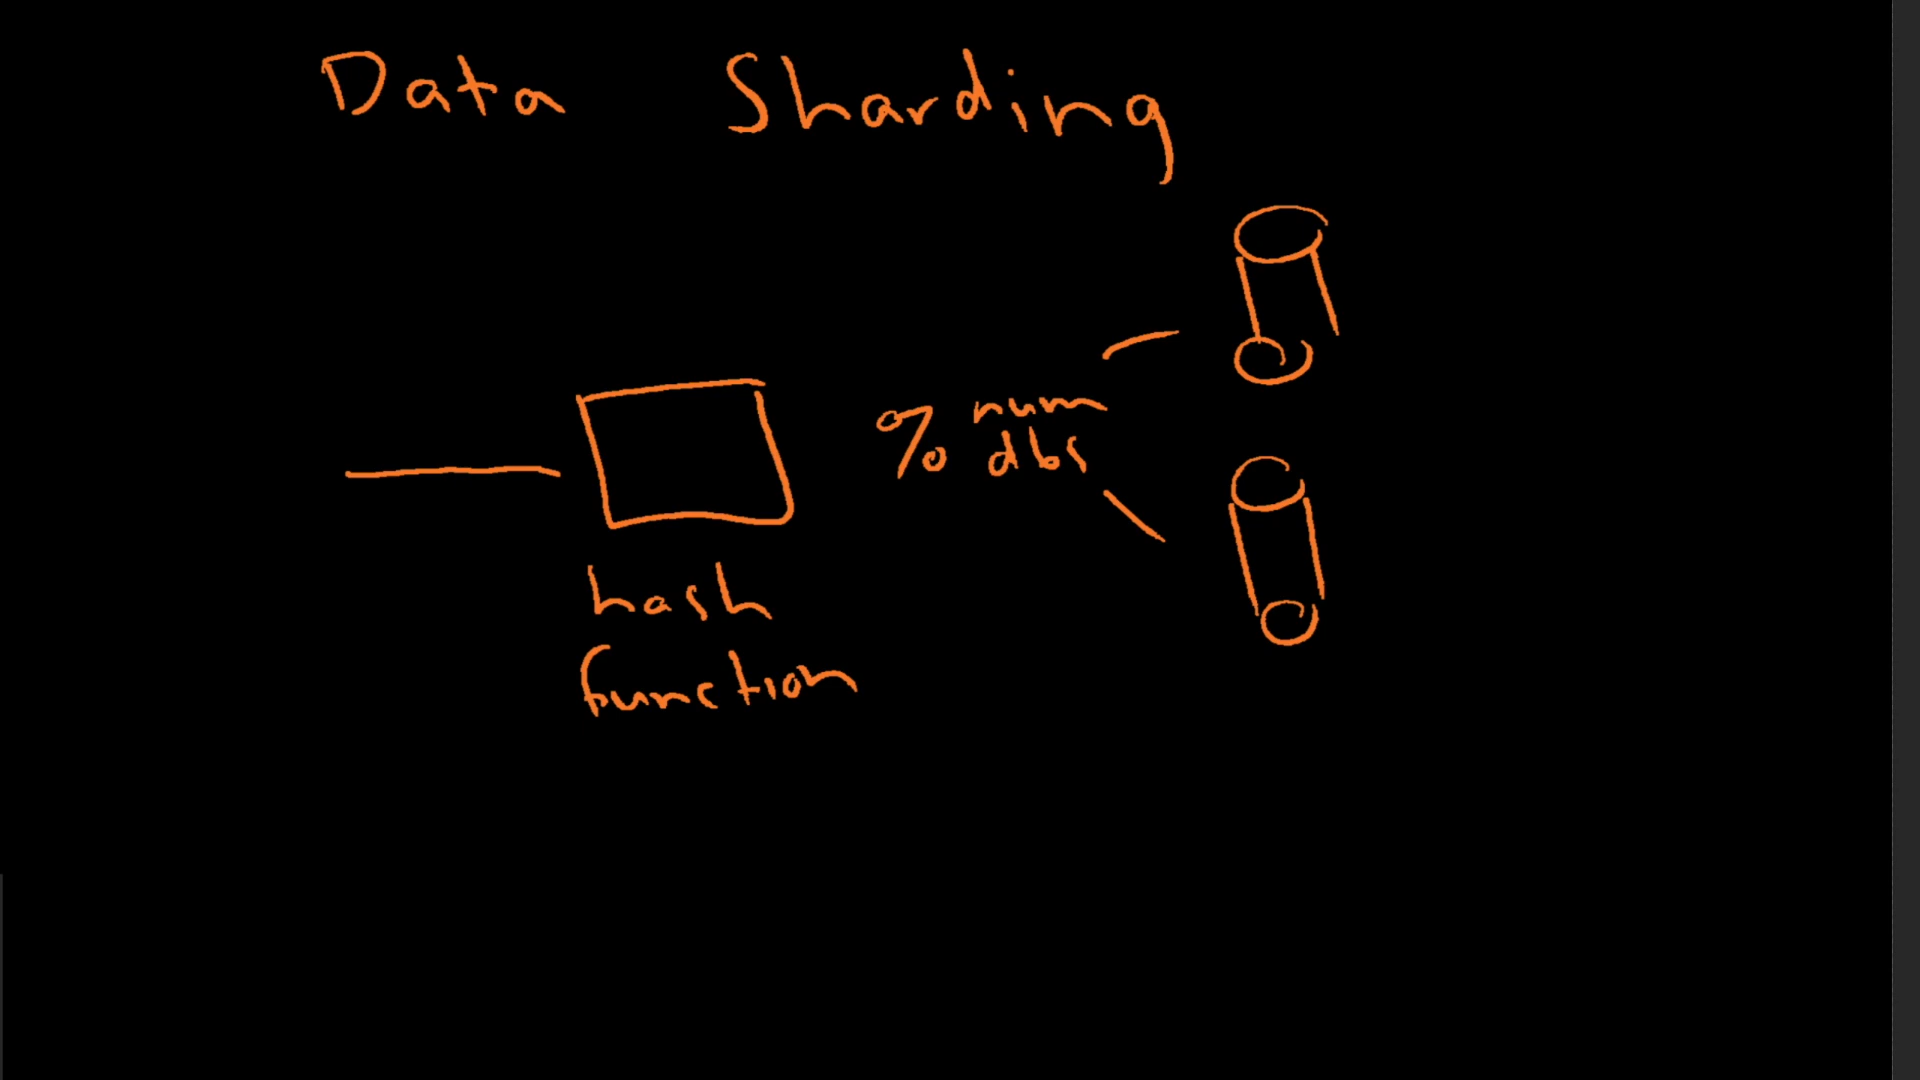 Data Sharding
% num
dbs
hash
function